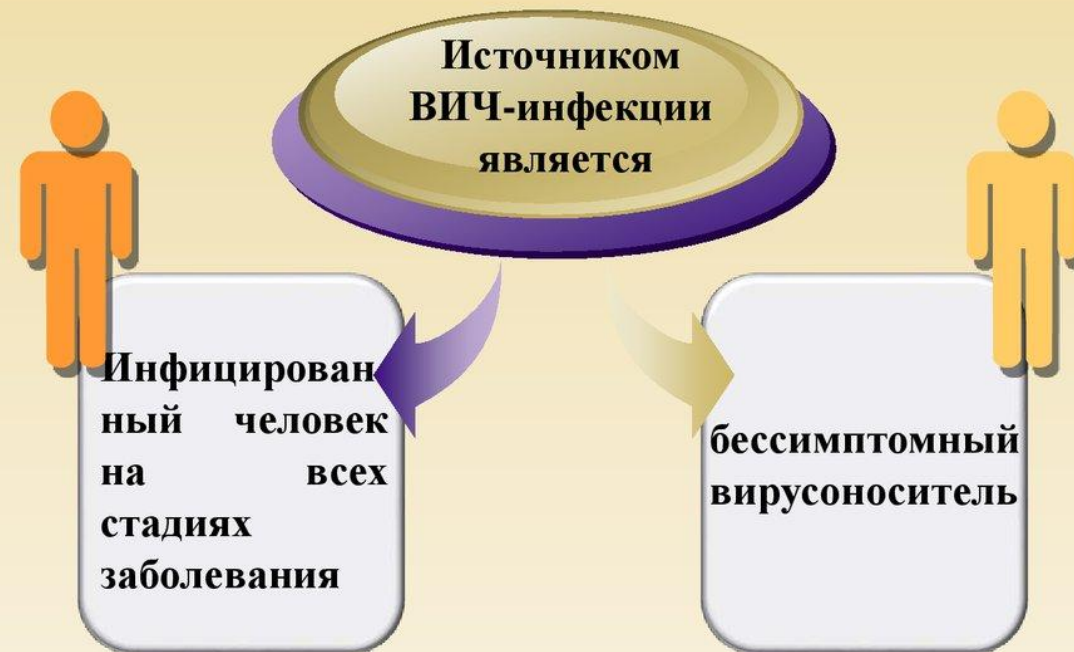 Источником
ВИЧ-инфекции
является
Инфицирован
ный человек
на всех
стадиях
заболевания
бессимптомный
вирусоноситель